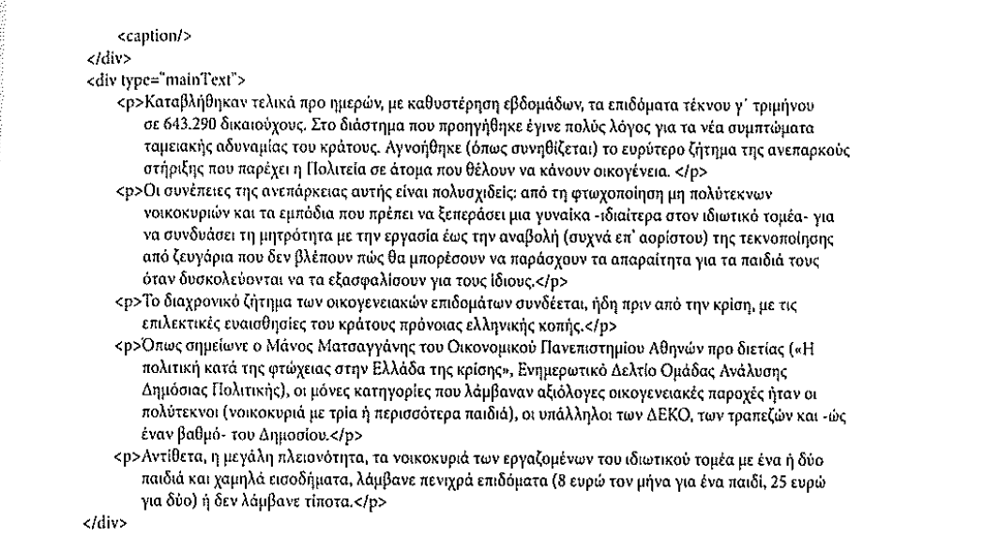 <caption/>
</div>
<div type="mainText">
<p>Καταβλήθηκαν τελικά προ ημερών, με καθυστέρηση εβδομάδων, τα επιδόματα τέκνου γ΄ τριμήνου
σε 643.290 δικαιούχους. Στο διάστημα που προηγήθηκε έγινε πολύς λόγος για τα νέα συμπτώματα
ταμειακής αδυναμίας του κράτους. Αγνοήθηκε (όπως συνηθίζεται) το ευρύτερο ζήτημα της ανεπαρκούς
στήριξης που παρέχει η Πολιτεία σε άτομα που θέλουν να κάνουν οικογένεια. </p>
<p>Οι συνέπειες της ανεπάρκειας αυτής είναι πολυσχιδείς: από τη φτωχοποίηση μη πολύτεκνων
νοικοκυριών και τα εμπόδια που πρέπει να ξεπεράσει μια γυναίκα -ιδιαίτερα στον ιδιωτικό τομέα- για
να συνδυάσει τη μητρότητα με την εργασία έως την αναβολή (συχνά επ' αορίστου) της τεκνοποίησης
από ζευγάρια που δεν βλέπουν πώς θα μπορέσουν να παράσχουν τα απαραίτητα για τα παιδιά τους
όταν δυσκολεύονται να τα εξασφαλίσουν για τους ίδιους.</p>
<p>Το διαχρονικό ζήτημα των οικογενειακών επιδομάτων συνδέεται, ήδη πριν από την κρίση, με τις
επιλεκτικές ευαισθησίες του κράτους πρόνοιας ελληνικής κοπής.</p>
<p>Όπως σημείωνε ο Μάνος Ματσαγγάνης του Οικονομικού Πανεπιστημίου Αθηνών προ διετίας («Η
πολιτική κατά της φτώχειας στην Ελλάδα της κρίσης», Ενημερωτικό Δελτίο Ομάδας Ανάλυσης
Δημόσιας Πολιτικής), οι μόνες κατηγορίες που λάμβαναν αξιόλογες οικογενειακές παροχές ήταν οι
πολύτεκνοι (νοικοκυριά με τρία ή περισσότερα παιδιά), οι υπάλληλοι των ΔΕΚΟ, των τραπεζών και -ώς
έναν βαθμό- του Δημοσίου.</p>
<p>Αντίθετα, η μεγάλη πλειονότητα, τα νοικοκυριά των εργαζομένων του ιδιωτικού τομέα με ένα ή δύο
παιδιά και χαμηλά εισοδήματα, λάμβανε πενιχρά επιδόματα (8 ευρώ τον μήνα για ένα παιδί, 25 ευρώ
για δύο) ή δεν λάμβανε τίποτα.</p>
</div>